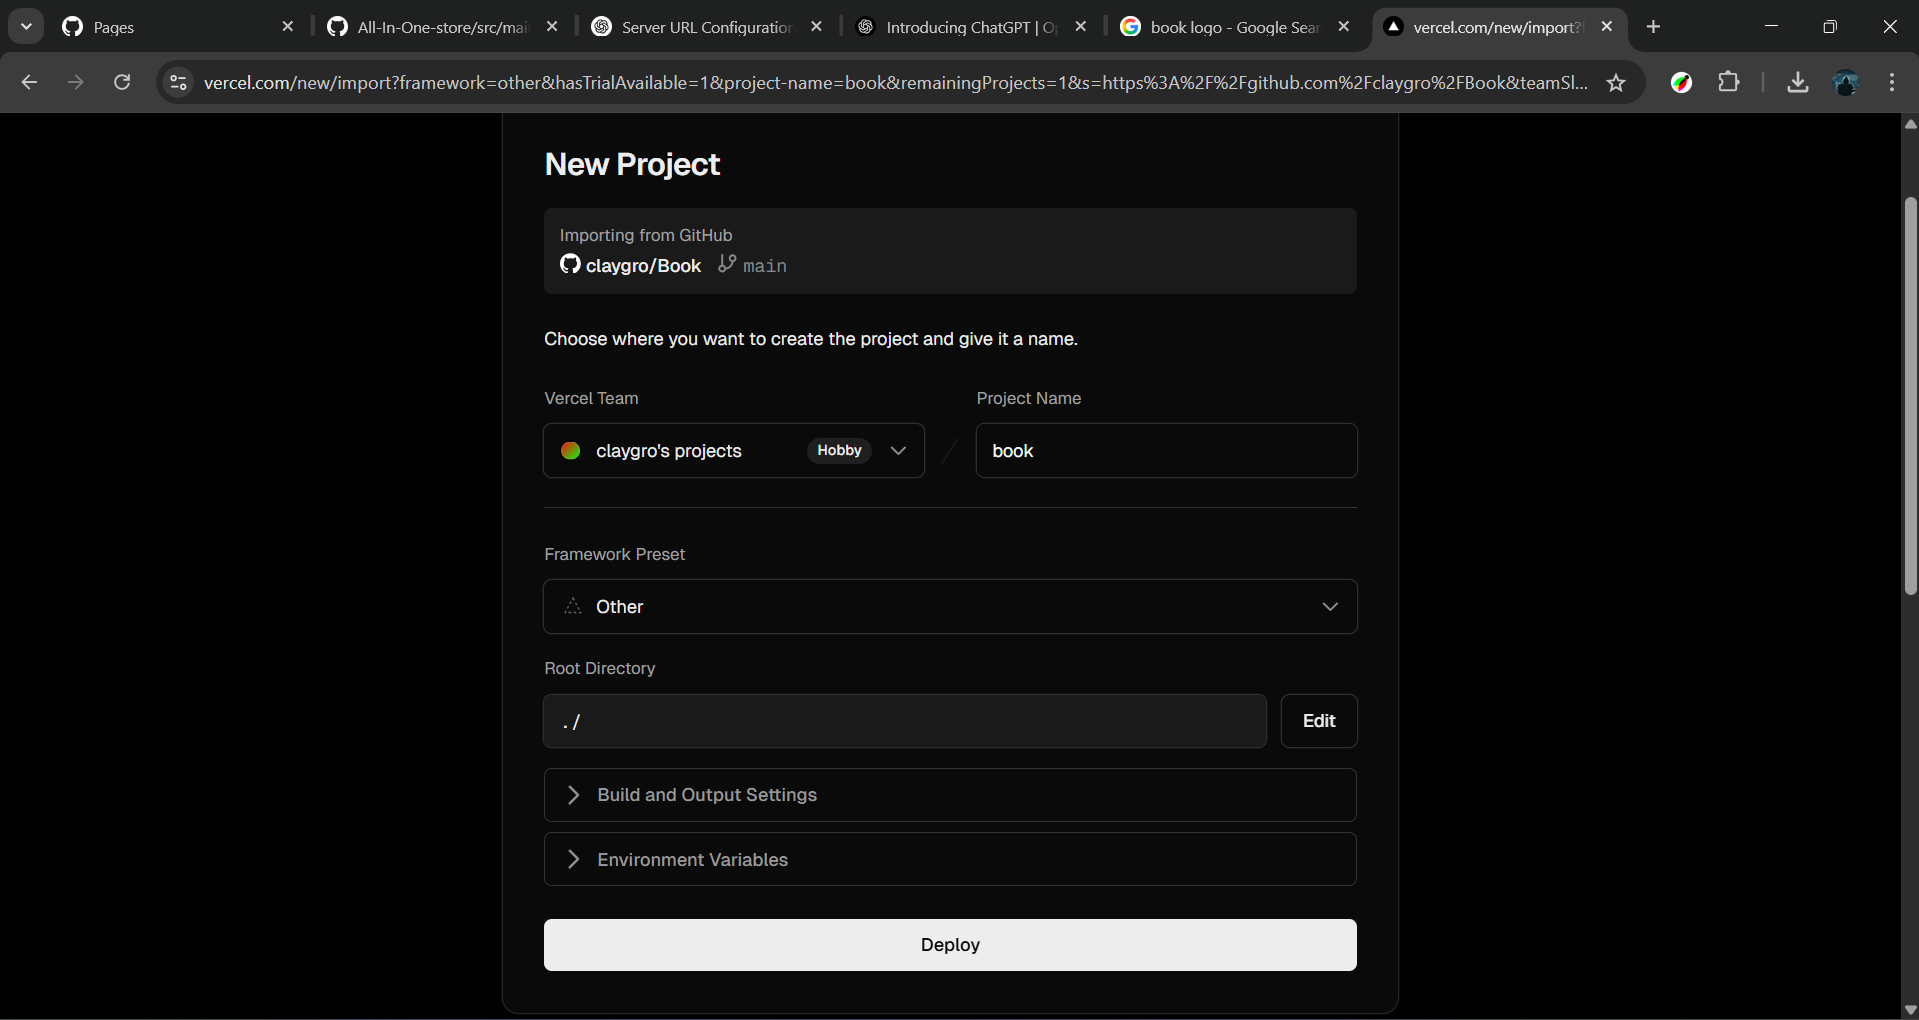 Pages
All-In-One-store/src/mai
Server URL Configuration
Introducing ChatGPT | O
book logo - Google Sear
vercel.com/new/import?
vercel.com/new/import?framework=other&hasTrialAvailable=1&project-name=book&remainingProjects=1&s=https%3A%2F%2Fgithub.com%2Fclaygro%2FBook&teamSl...
New Project
Importing from GitHub
claygro/Book main
Choose where you want to create the project and give it a name.
Vercel Team
Project Name
claygro's projects Hobby
/
book
Framework Preset
Other
Root Directory
./
Edit
Build and Output Settings
Environment Variables
Deploy